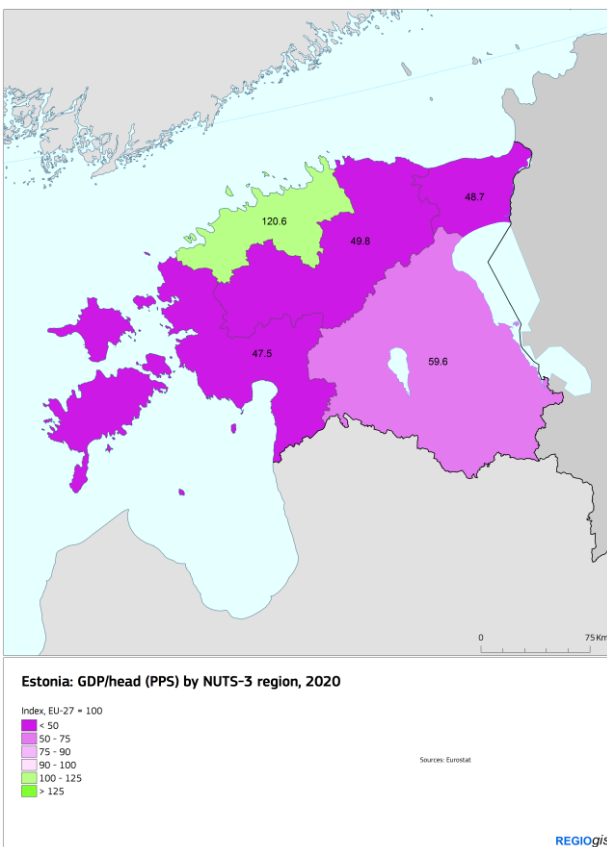 48.7
120.6
49.8
47.5
59.6
0 75 Km
Estonia: GDP/head (PPS) by NUTS-3 region, 2020
Index, EU-27 = 100
< 50
50 - 75
75 - 90
90 - 100
100 - 125
> 125
Sources: Eurostat
REGIOgis